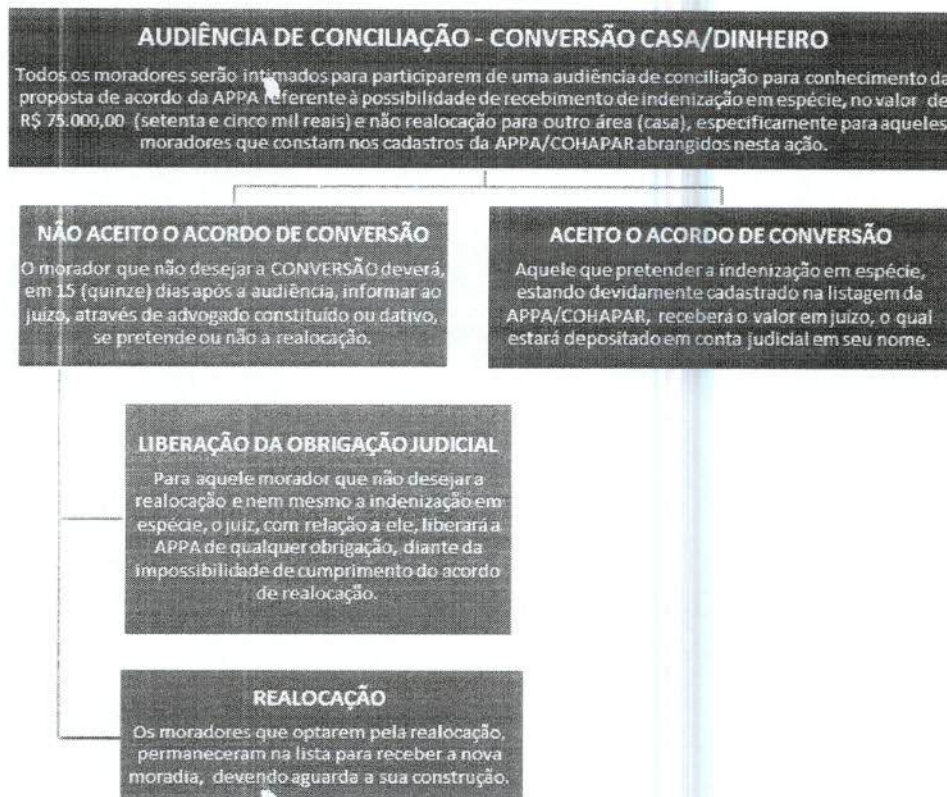 AUDIÊNCIA DE CONCILIAÇÃO - CONVERSÃO CASA/DINHEIRO
Todos os moradores serão intimados para participarem de uma audiência de conciliação para conhecimento da
proposta de acordo da APPA referente à possibilidade de recebimento de indenização em espécie, no valor de
R$ 75.000,00 (setenta e cinco mil reais) e não realocação para outro área (casa), especificamente para aqueles
moradores que constam nos cadastros da APPA/COHAPAR abrangidos nesta ação.
NÃO ACEITO O ACORDO DE CONVERSÃO
O morador que não desejar a CONVERSÃO deverá,
em 15 (quinze) dias após a audiência, informar ao
juízo, através de advogado constituído ou dativo,
se pretende ou não a realocação.
ACEITO O ACORDO DE CONVERSÃO
Aquele que pretender a indenização em espécie,
estando devidamente cadastrado na listagem da
APPA/COHAPAR, receberá o valor em juízo, o qual
estará depositado em conta judicial em seu nome.
LIBERAÇÃO DA OBRIGAÇÃO JUDICIAL
Para aquele morador que não desejar a
realocação e nem mesmo a indenização em
espécie, o juiz, com relação a ele, liberará a
APPA de qualquer obrigação, diante da
impossibilidade de cumprimento do acordo
de realocação.
REALOCAÇÃO
Os moradores que optarem pela realocação,
permaneceram na lista para receber a nova
moradia, devendo aguarda a sua construção.